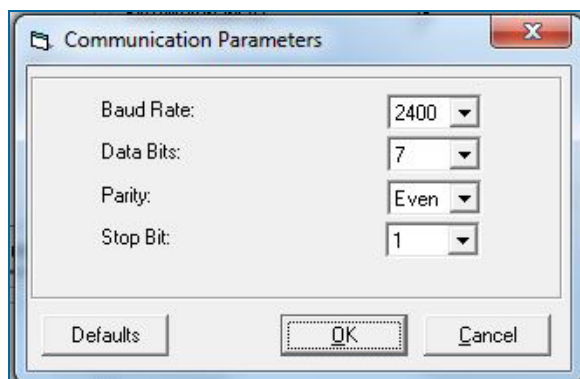 Communication Parameters
Baud Rate: 2400
Data Bits: 7
Parity: Even
Stop Bit: 1
Defaults OK Cancel